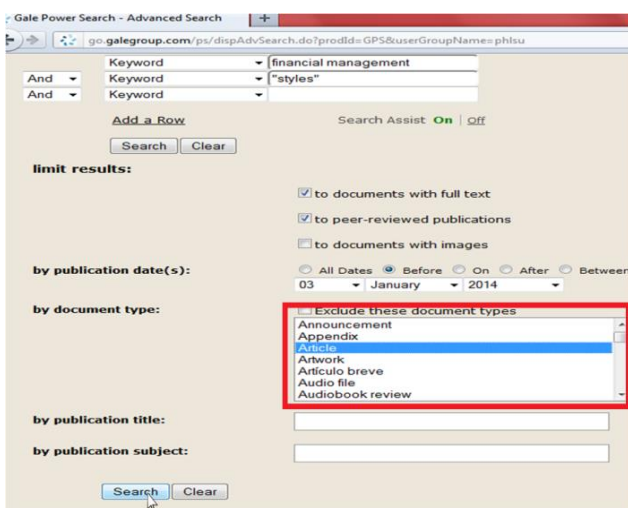 Gale Power Search - Advanced Search +
go.galegroup.com/ps/dispAdvSearch.do?prodId=GPS&userGroupName=phlsu
Keyword financial management
And Keyword "styles"
And Keyword
Add a Row Search Assist On | Off
Search Clear
limit results:
to documents with full text
to peer-reviewed publications
to documents with images
by publication date(s): All Dates Before On After Between
03 January 2014
by document type: Exclude these document types
Announcement
Appendix
Article
Artwork
Artículo breve
Audio file
Audiobook review
by publication title:
by publication subject:
Search Clear